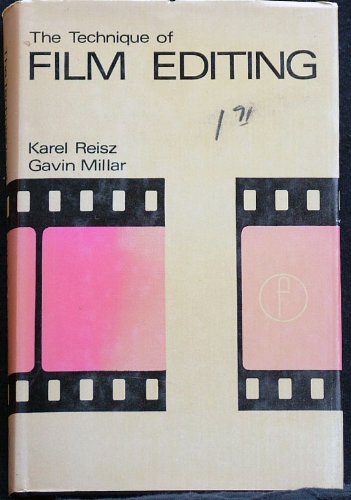 The Technique of
FILM EDITING
Karel Reisz
Gavin Millar